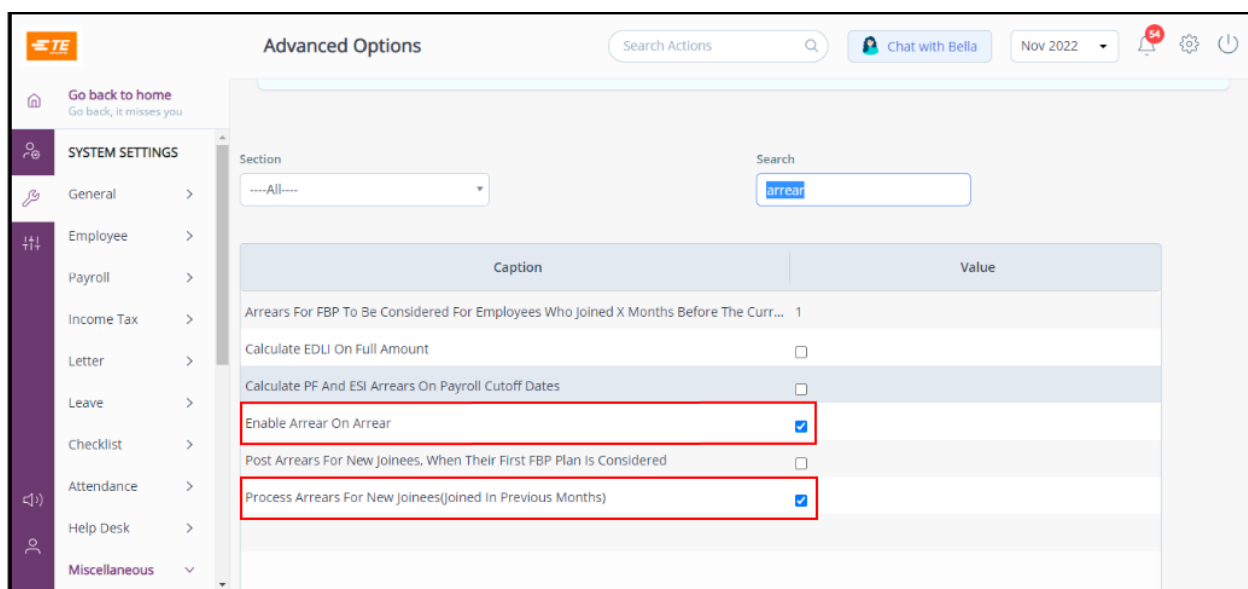 TE
Advanced Options
Search Actions
Chat with Bella
Nov 2022
54
Go back to home
Go back, it misses you
SYSTEM SETTINGS
General
Employee
Payroll
Income Tax
Letter
Leave
Checklist
Attendance
Help Desk
Miscellaneous
Section
Search
----All----
arrear
Caption
Value
Arrears For FBP To Be Considered For Employees Who Joined X Months Before The Curr... 1
Calculate EDLI On Full Amount
Calculate PF And ESI Arrears On Payroll Cutoff Dates
Enable Arrear On Arrear
Post Arrears For New Joinees, When Their First FBP Plan Is Considered
Process Arrears For New Joinees(Joined In Previous Months)